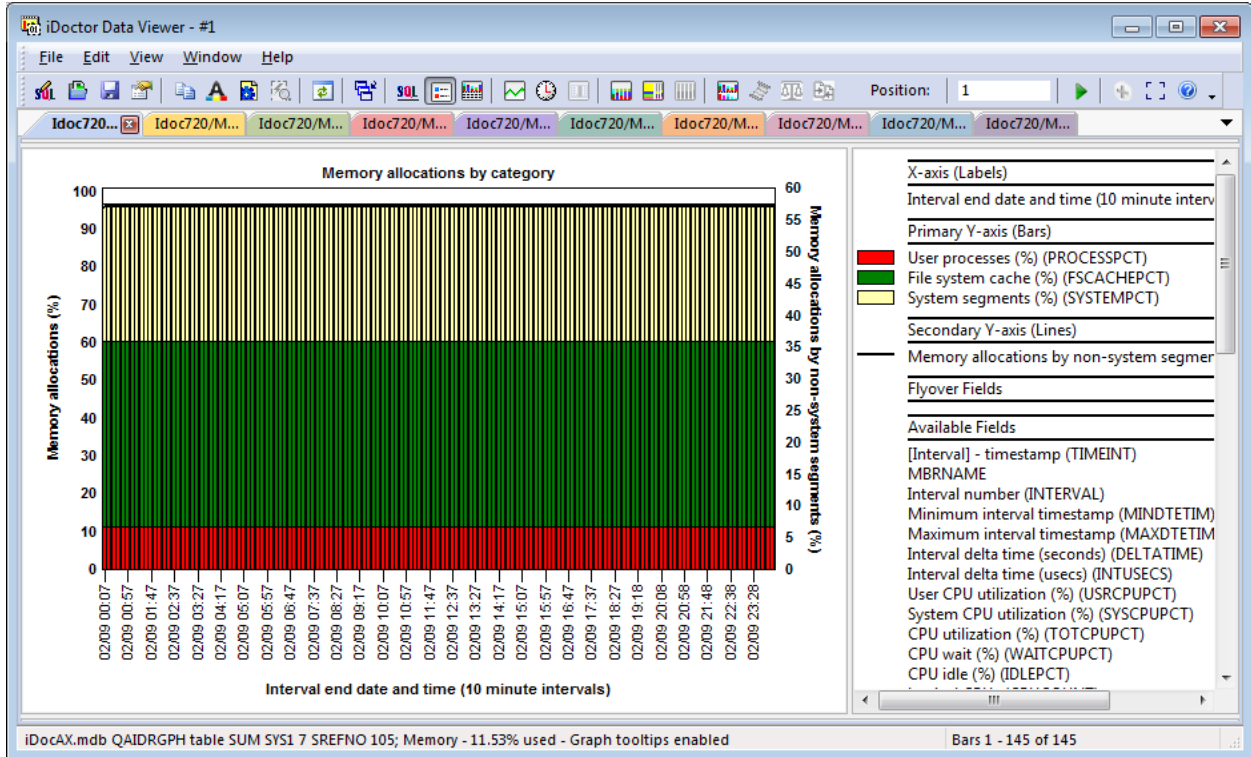 iDoctor Data Viewer - #1
File Edit View Window Help
SQL Position: 1
Idoc720... Idoc720/M... Idoc720/M... Idoc720/M... Idoc720/M... Idoc720/M... Idoc720/M... Idoc720/M... Idoc720/M... Idoc720/M...
Memory allocations by category
Memory allocations (%)
100
90
80
70
60
50
40
30
20
10
0
60
55
50
45
40
35
30
25
20
15
10
5
0
Memory allocations by non-system segments (%)
02/09 00:07
02/09 00:57
02/09 01:47
02/09 02:37
02/09 03:27
02/09 04:17
02/09 05:07
02/09 05:57
02/09 06:47
02/09 07:37
02/09 08:27
02/09 09:17
02/09 10:07
02/09 10:57
02/09 11:47
02/09 12:37
02/09 13:27
02/09 14:17
02/09 15:07
02/09 15:57
02/09 16:47
02/09 17:37
02/09 18:27
02/09 19:18
02/09 20:08
02/09 20:58
02/09 21:48
02/09 22:38
02/09 23:28
Interval end date and time (10 minute intervals)
X-axis (Labels)
Interval end date and time (10 minute interv
Primary Y-axis (Bars)
User processes (%) (PROCESSPCT)
File system cache (%) (FSCACHEPCT)
System segments (%) (SYSTEMPCT)
Secondary Y-axis (Lines)
Memory allocations by non-system segmer
Flyover Fields
Available Fields
[Interval] - timestamp (TIMEINT)
MBRNAME
Interval number (INTERVAL)
Minimum interval timestamp (MINDTETIM)
Maximum interval timestamp (MAXDTETIM
Interval delta time (seconds) (DELTATIME)
Interval delta time (usecs) (INTUSECS)
User CPU utilization (%) (USRCPUPCT)
System CPU utilization (%) (SYSCPUPCT)
CPU utilization (%) (TOTCPUPCT)
CPU wait (%) (WAITCPUPCT)
CPU idle (%) (IDLEPCT)
iDocAX.mdb QAIDRGPH table SUM SYS1 7 SREFNO 105; Memory - 11.53% used - Graph tooltips enabled
Bars 1 - 145 of 145